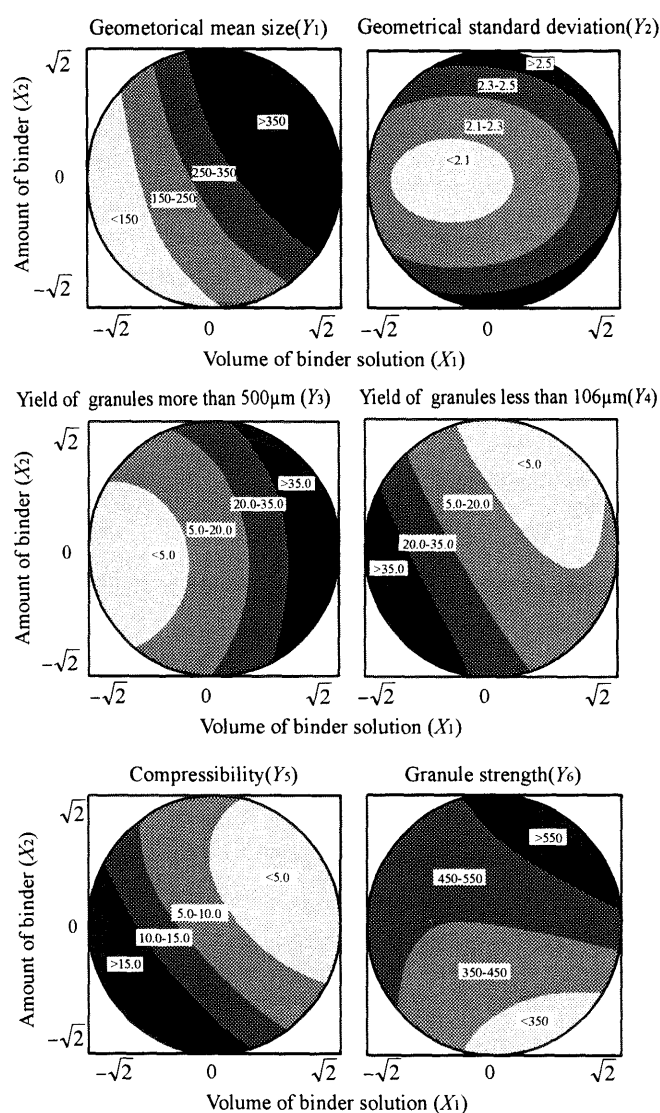 Geometorical mean size(Y1)
Geometrical standard deviation(Y2)
Amount of binder (X2)
√2
0
−√2
>350
250-350
150-250
<150
>2.5
2.3-2.5
2.1-2.3
<2.1
−√2 0 √2
−√2 0 √2
Volume of binder solution (X1)
Yield of granules more than 500μm (Y3)
Yield of granules less than 106μm(Y4)
Amount of binder (X2)
√2
0
−√2
>35.0
20.0-35.0
5.0-20.0
<5.0
<5.0
5.0-20.0
20.0-35.0
>35.0
−√2 0 √2
−√2 0 √2
Volume of binder solution (X1)
Compressibility(Y5)
Granule strength(Y6)
Amount of binder (X2)
√2
0
−√2
<5.0
5.0-10.0
10.0-15.0
>15.0
>550
450-550
350-450
<350
−√2 0 √2
−√2 0 √2
Volume of binder solution (X1)